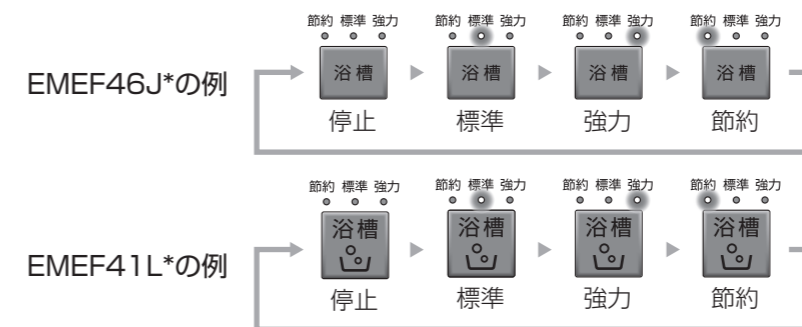 節約 標準 強力 節約 標準 強力 節約 標準 強力 節約 標準 強力
EMEF46J*の例 浴槽 浴槽 浴槽 浴槽
停止 標準 強力 節約
節約 標準 強力 節約 標準 強力 節約 標準 強力 節約 標準 強力
EMEF41L*の例 浴槽 浴槽 浴槽 浴槽
停止 標準 強力 節約